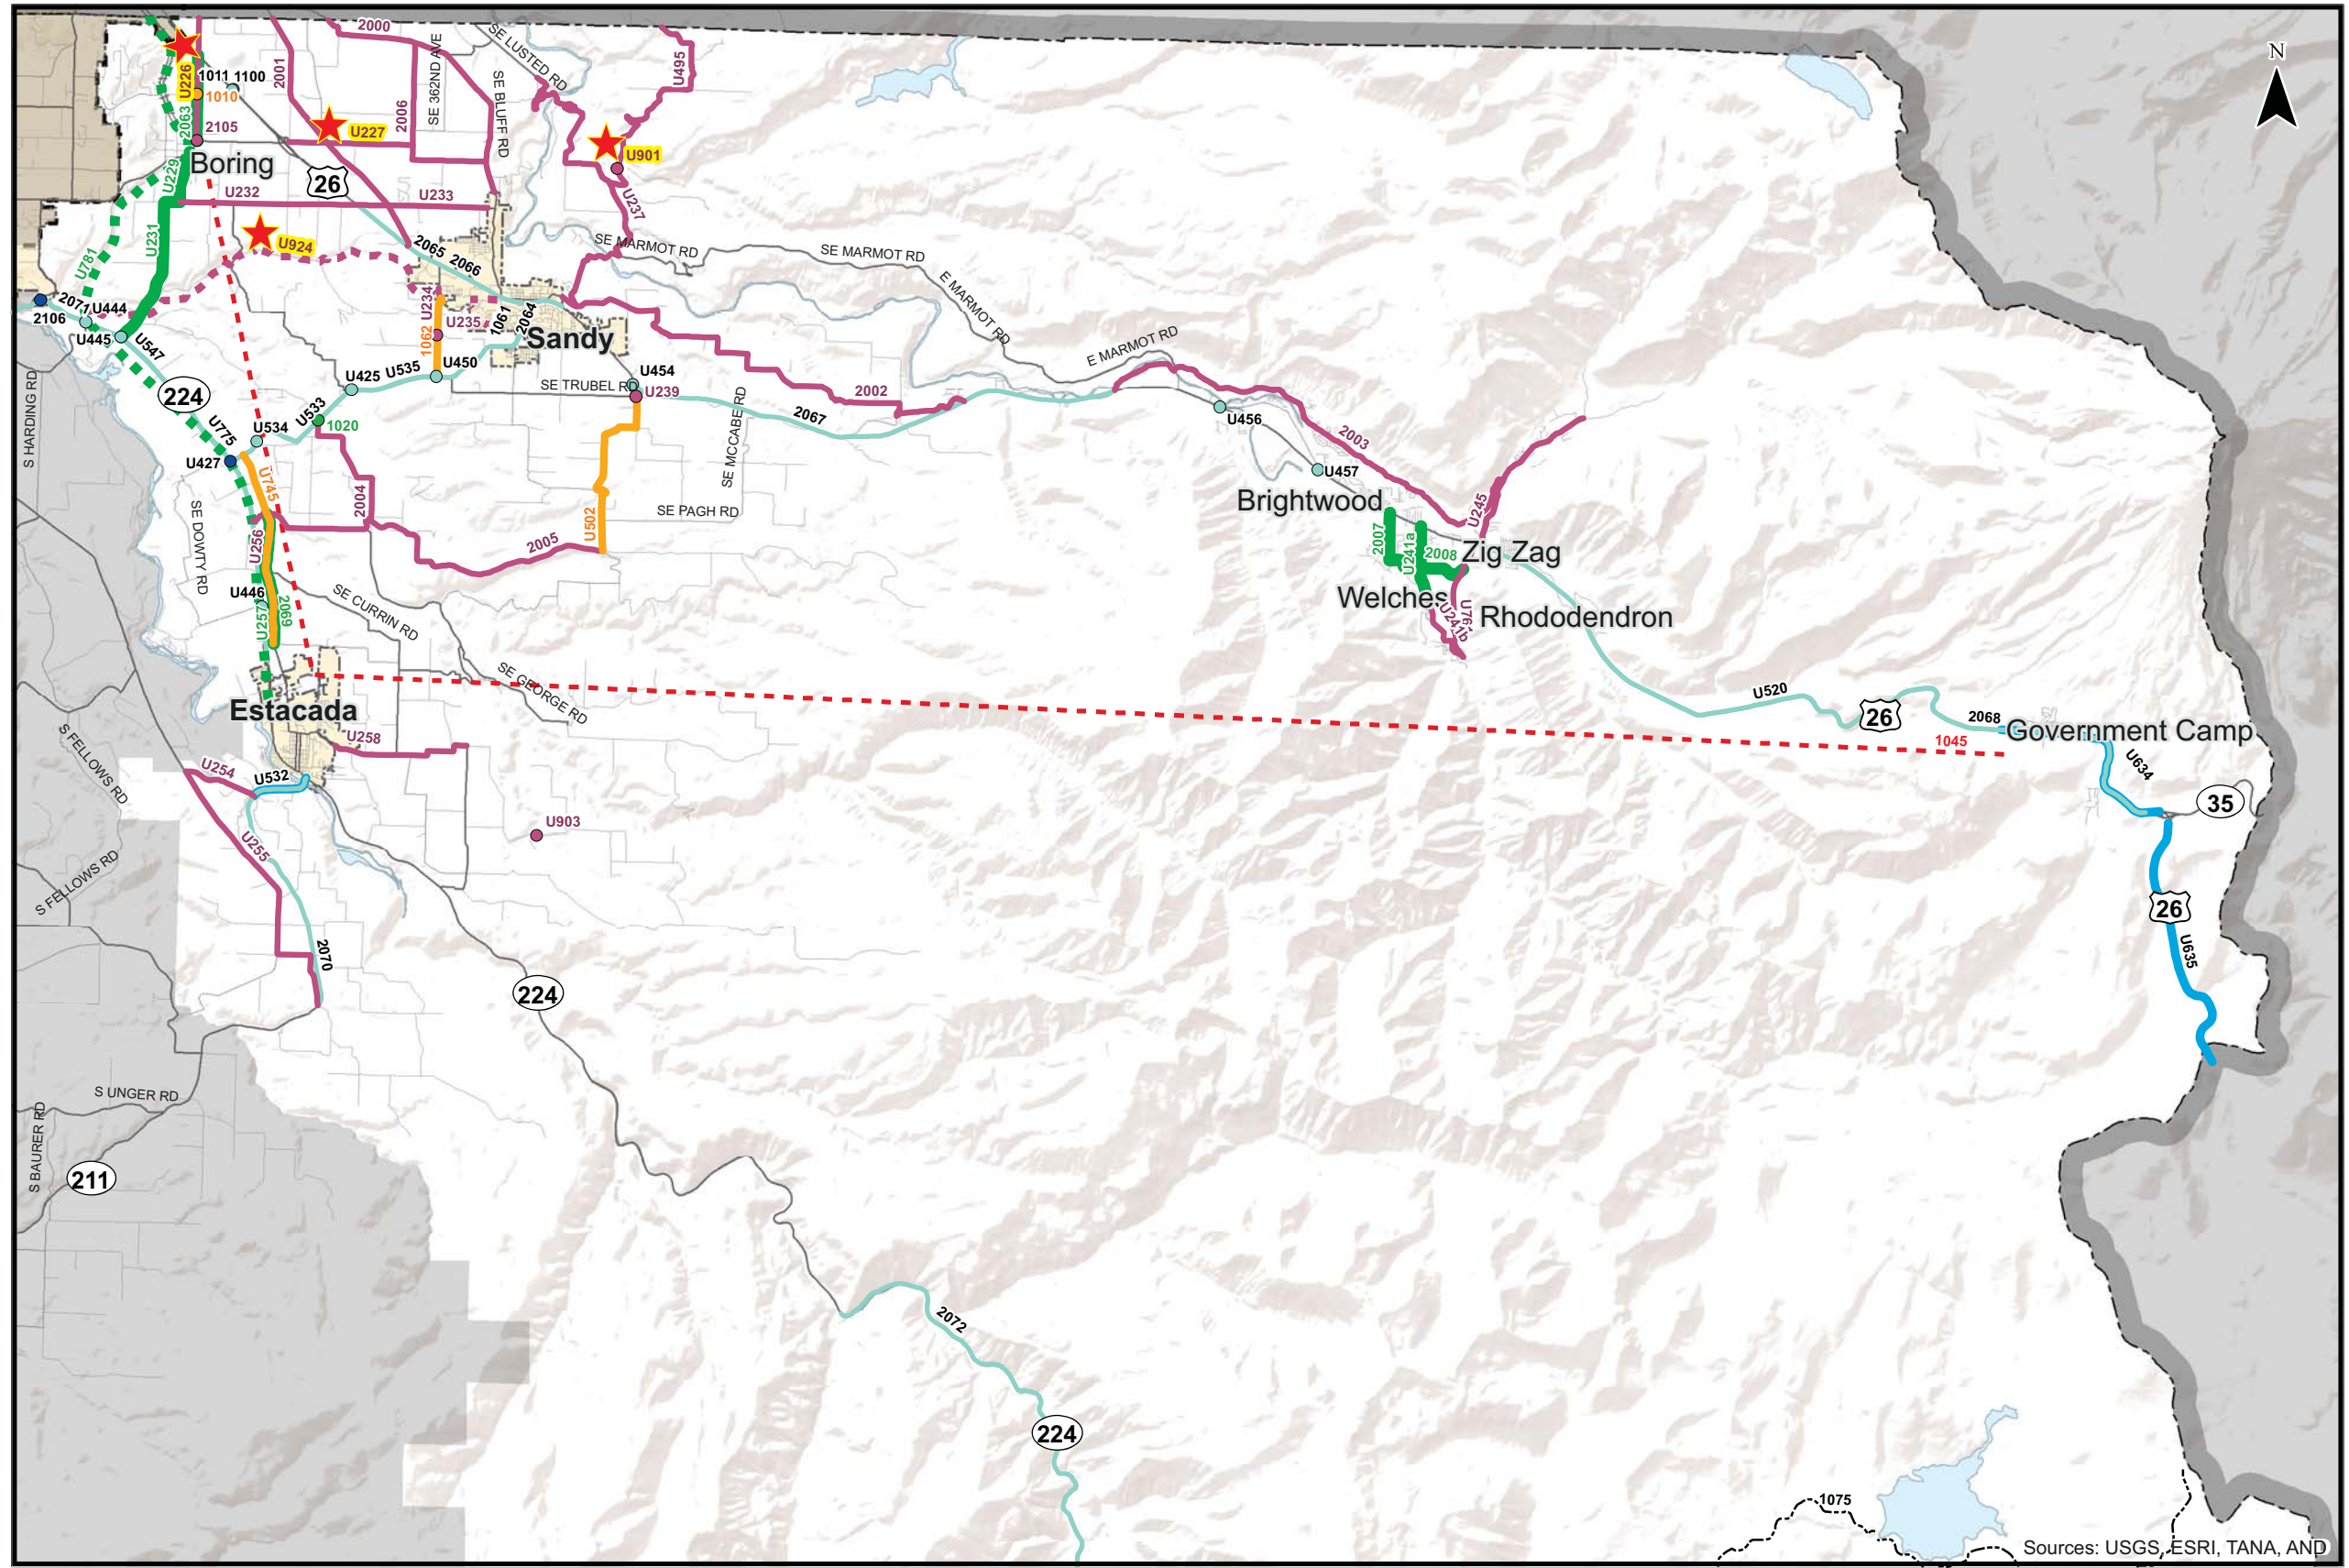 N
2000
SE LUSTED RD
SE 362ND AVE
SE BLUFF RD
U495
2001
2006
U226
1011 1100
1010
2063
2105
U227
U901
Boring
U229
26
U232
U233
U237
U231
U924
U781
2065
2066
SE MARMOT RD
SE MARMOT RD
E MARMOT RD
E MARMOT RD
2071
U444
2106
U445
U547
U234
U235
1062
1061
2064
Sandy
U425
U535
U450
SE TRUBEL RD
U454
U239
SE MCCABE RD
2002
2067
U456
2003
U457
224
S HARDING RD
U533
1020
U534
U775
U427
U745
2004
SE DOWTY RD
U256
2005
U502
SE PAGH RD
Brightwood
U245
2007
U241a
2008
Zig Zag
Welches
U241b
Rhododendron
U446
U257
2069
SE CURRIN RD
SE GEORGE RD
Estacada
U258
U520
26
2068
Government Camp
1045
U634
35
S FELLOWS RD
S FELLOWS RD
U254
U532
U255
U903
26
U635
2070
224
S UNGER RD
S BAURER RD
211
2072
224
1075
Sources: USGS, ESRI, TANA, AND